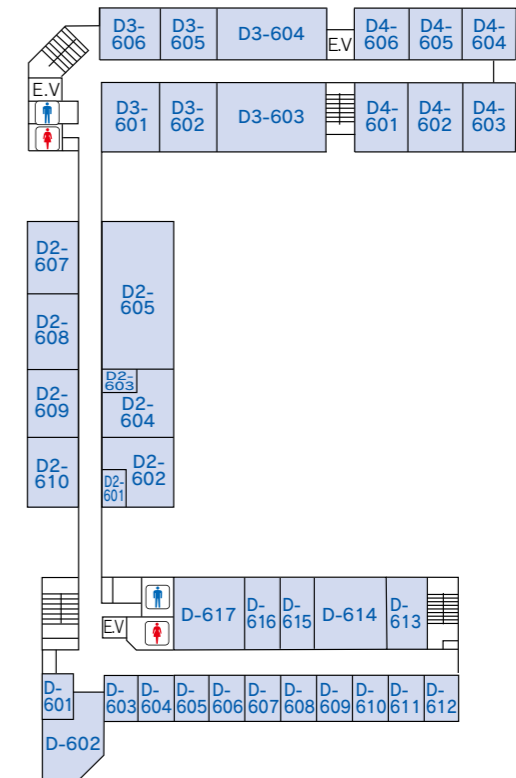 D3-
606
D3-
605
D3-604
E.V
D4-
606
D4-
605
D4-
604
E.V
D3-
601
D3-
602
D3-603
D4-
601
D4-
602
D4-
603
D2-
607
D2-
608
D2-
609
D2-
610
D2-
605
D2-
603
D2-
604
D2-
602
D2-
601
D-617
D-
616
D-
615
D-614
D-
613
E.V
D-
601
D-602
D-
603
D-
604
D-
605
D-
606
D-
607
D-
608
D-
609
D-
610
D-
611
D-
612